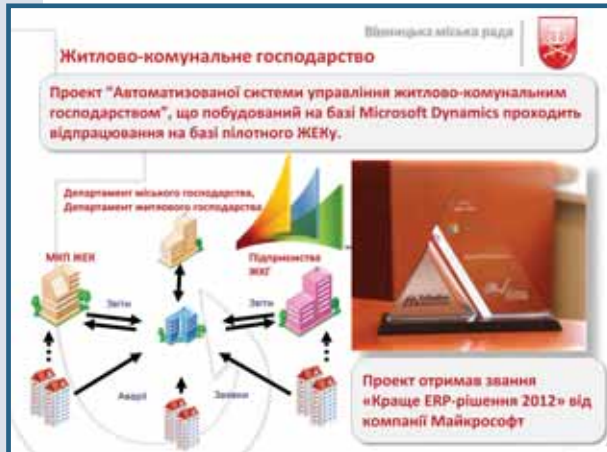 Вінницька міська рада
Житлово-комунальне господарство
Проект "Автоматизованої системи управління житлово-комунальним
господарством", що побудований на базі Microsoft Dynamics проходить
відпрацювання на базі пілотного ЖЕКу.
Департамент міського господарства,
Департамент житлового господарства
МКП ЖЕК
Підприємства
ЖКГ
Звіти
Звіти
Аварії
Заявки
Проект отримав звання
«Краще ERP-рішення 2012» від
компанії Майкрософт